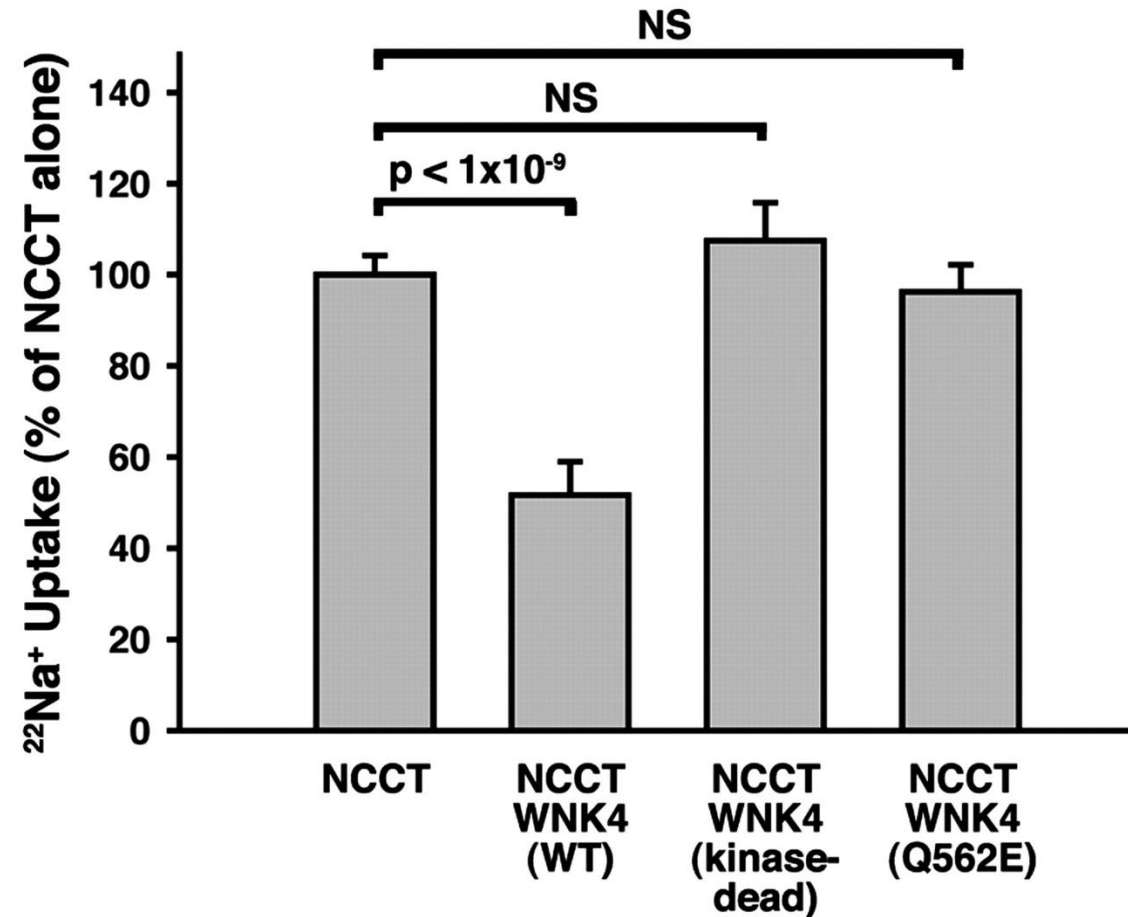 NS
NS
p < 1x10⁻⁹
²²Na⁺ Uptake (% of NCCT alone)
140
120
100
80
60
40
20
0
NCCT
NCCT
WNK4
(WT)
NCCT
WNK4
(kinase-
dead)
NCCT
WNK4
(Q562E)